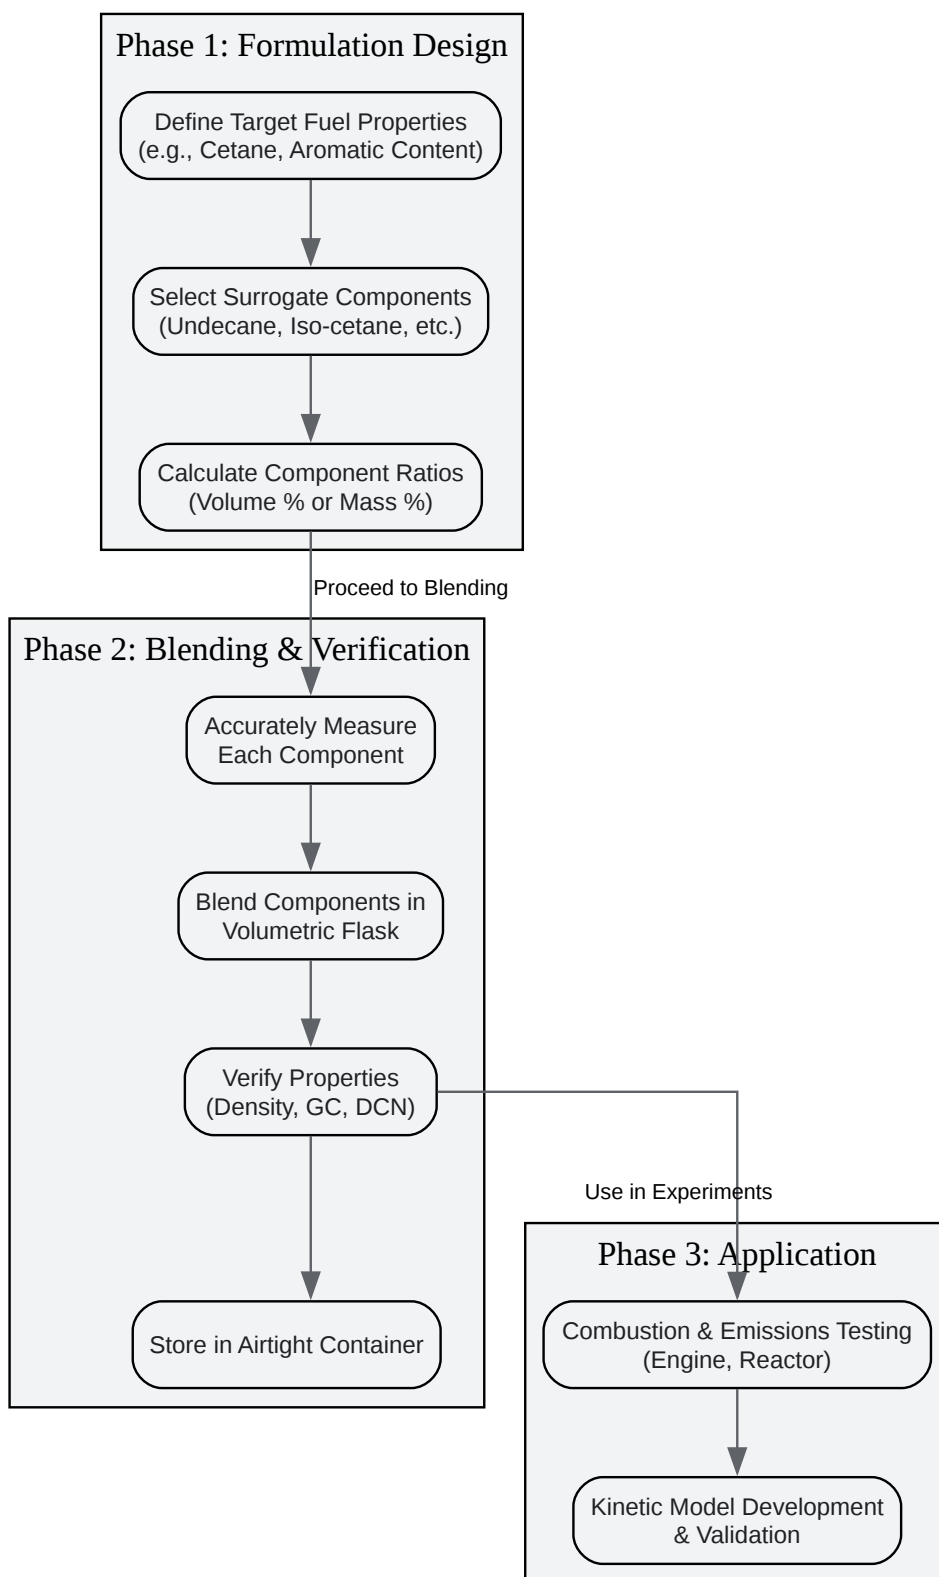 Phase 1: Formulation Design
Define Target Fuel Properties
(e.g., Cetane, Aromatic Content)
Select Surrogate Components
(Undecane, Iso-cetane, etc.)
Calculate Component Ratios
(Volume % or Mass %)
Proceed to Blending
Phase 2: Blending & Verification
Accurately Measure
Each Component
Blend Components in
Volumetric Flask
Verify Properties
(Density, GC, DCN)
Use in Experiments
Store in Airtight Container
Phase 3: Application
Combustion & Emissions Testing
(Engine, Reactor)
Kinetic Model Development
& Validation